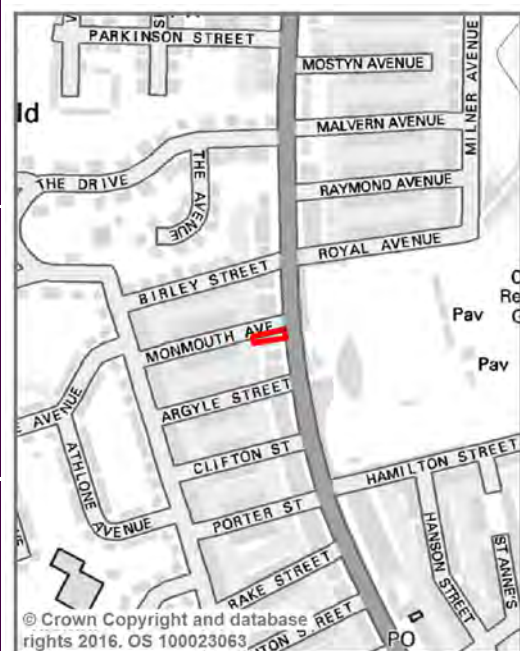 PARKINSON STREET
MOSTYN AVENUE
MILNER AVENUE
MALVERN AVENUE
THE DRIVE
THE AVENUE
RAYMOND AVENUE
ROYAL AVENUE
BIRLEY STREET
MONMOUTH AVE
Pav
Pav
ARGYLE STREET
AVENUE
ATHLONE
AVENUE
CLIFTON ST
HAMILTON STREET
PORTER ST
HANSON STREET
ST ANNE'S
STREET
STREET
PO
© Crown Copyright and database
rights 2016. OS 100023063